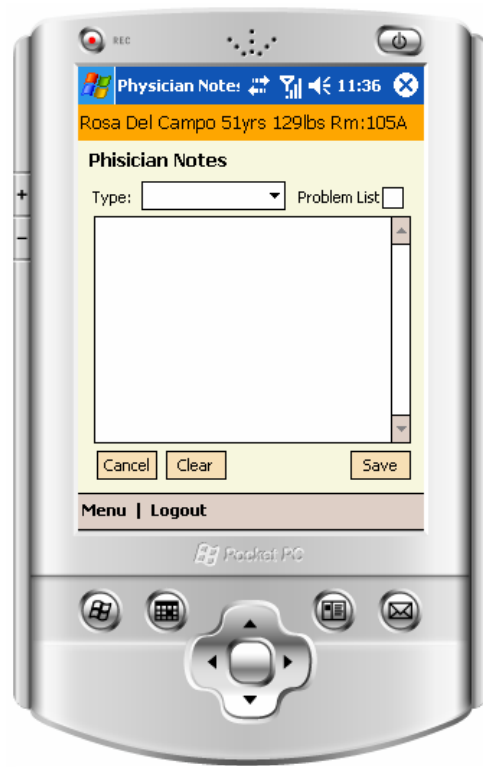 REC
Physician Note: 11:36
Rosa Del Campo 51yrs 129lbs Rm:105A
Phisician Notes
Type: Problem List
Cancel Clear Save
Menu | Logout
Pocket PC